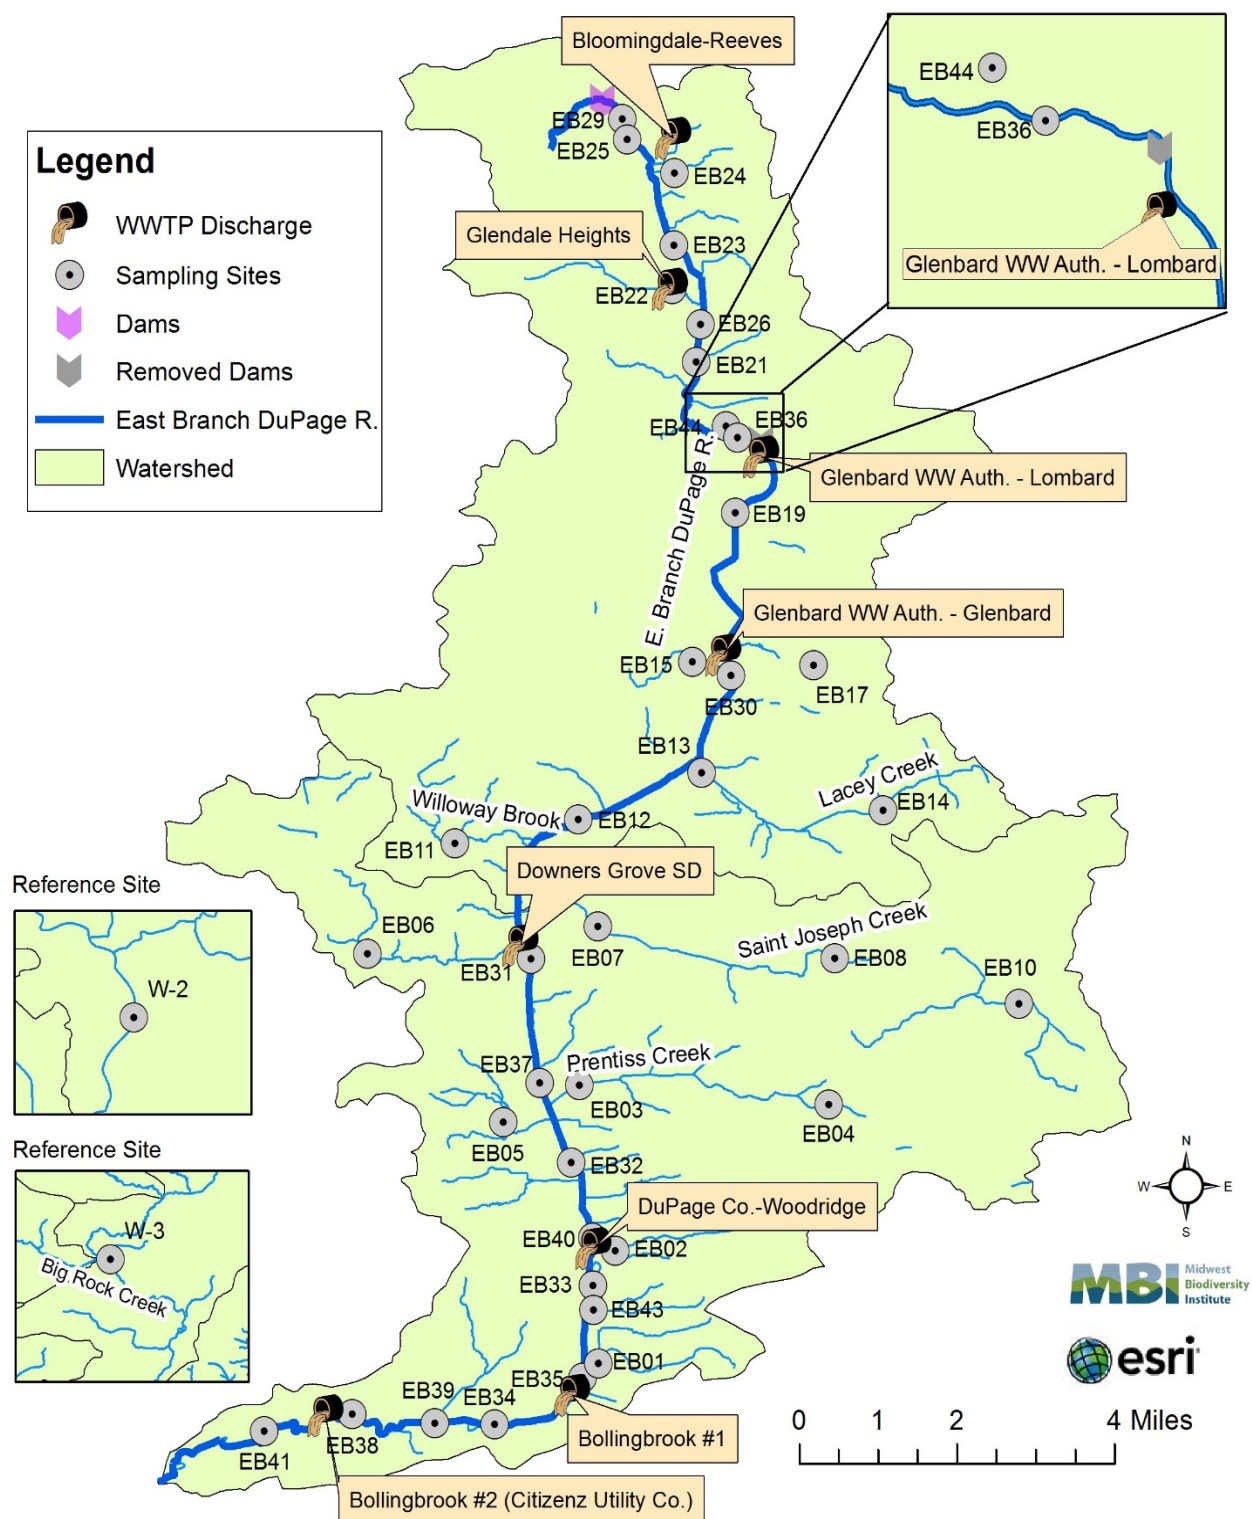 Bloomingdale-Reeves
EB44
EB36
Glenbard WW Auth. - Lombard
Legend
WWTP Discharge
Sampling Sites
Dams
Removed Dams
East Branch DuPage R.
Watershed
EB29
EB25
EB24
Glendale Heights
EB23
EB22
EB26
EB21
EB44
EB36
E. Branch DuPage R.
Glenbard WW Auth. - Lombard
EB19
Glenbard WW Auth. - Glenbard
EB15
EB17
EB30
EB13
Lacey Creek
EB14
Willoway Brook
EB12
EB11
Downers Grove SD
Reference Site
W-2
EB06
EB31
EB07
Saint Joseph Creek
EB08
EB10
EB37
Prentiss Creek
EB03
EB04
EB05
EB32
Reference Site
W-3
Big Rock Creek
DuPage Co.-Woodridge
EB40
EB02
EB33
EB43
EB01
EB35
EB39
EB34
EB38
EB41
Bollingbrook #1
Bollingbrook #2 (Citizenz Utility Co.)
N
W
E
S
MBI
Midwest
Biodiversity
Institute
esri
0 1 2 4 Miles